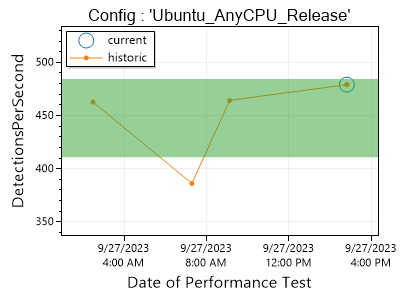 Config : 'Ubuntu_AnyCPU_Release'
current
historic
DetectionsPerSecond
500
450
400
350
9/27/2023 9/27/2023 9/27/2023 9/27/2023
4:00 AM 8:00 AM 12:00 PM 4:00 PM
Date of Performance Test